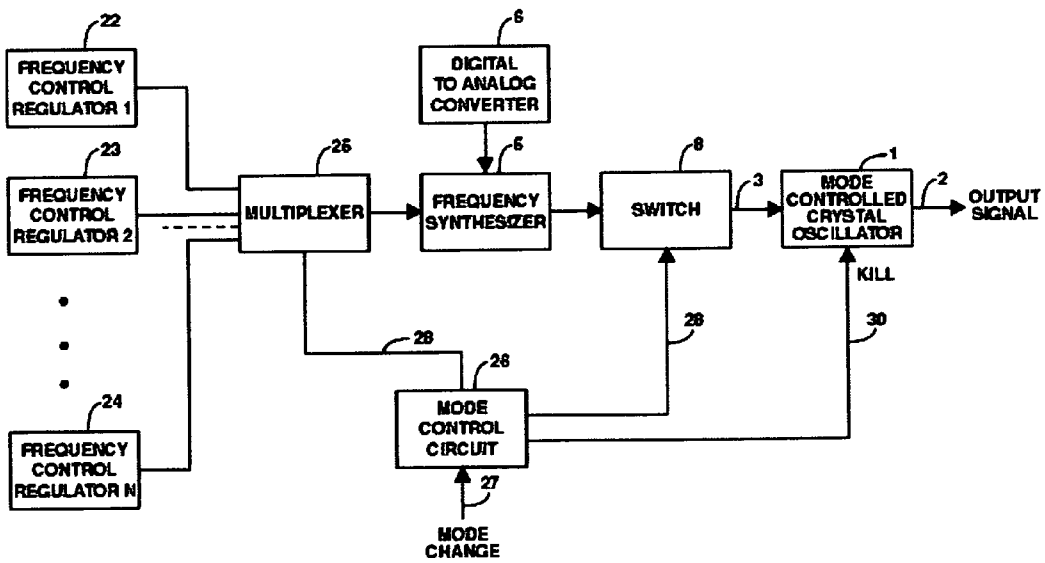 22
FREQUENCY
CONTROL
REGULATOR 1
23
FREQUENCY
CONTROL
REGULATOR 2
24
FREQUENCY
CONTROL
REGULATOR N
25
MULTIPLEXER
6
DIGITAL
TO ANALOG
CONVERTER
5
FREQUENCY
SYNTHESIZER
8
SWITCH
3
1
MODE
CONTROLLED
CRYSTAL
OSCILLATOR
2
OUTPUT
SIGNAL
KILL
28
26
MODE
CONTROL
CIRCUIT
27
MODE
CHANGE
30